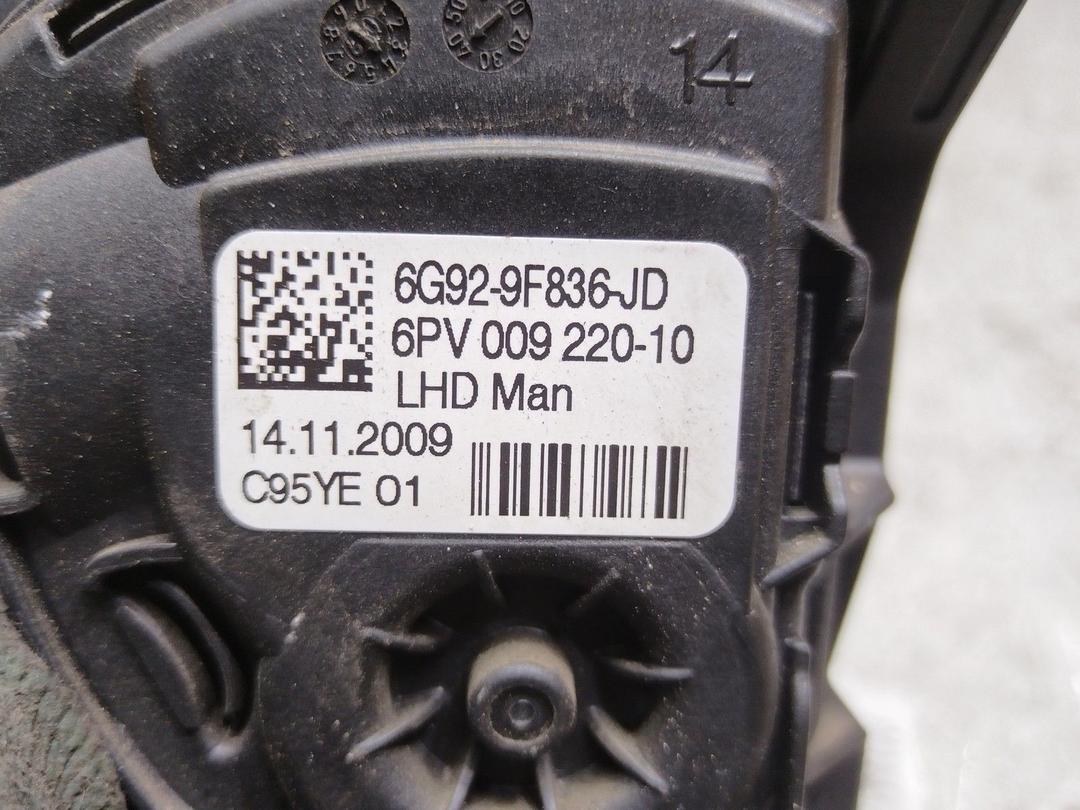 14
6G92-9F836-JD
6PV 009 220-10
LHD Man
14.11.2009
C95YE 01